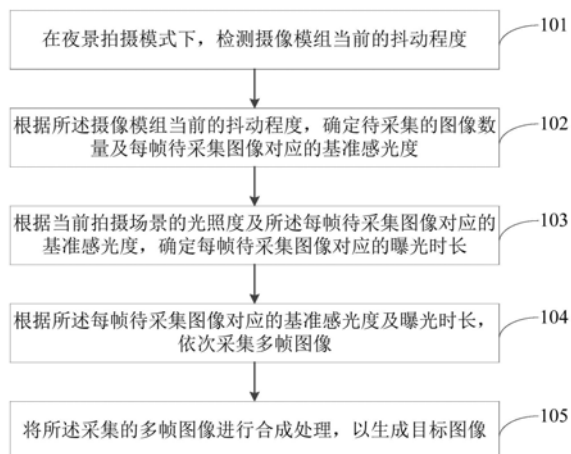 在夜景拍摄模式下，检测摄像模组当前的抖动程度
101
根据所述摄像模组当前的抖动程度，确定待采集的图像数
量及每帧待采集图像对应的基准感光度
102
根据当前拍摄场景的光照度及所述每帧待采集图像对应的
基准感光度，确定每帧待采集图像对应的曝光时长
103
根据所述每帧待采集图像对应的基准感光度及曝光时长，
依次采集多帧图像
104
将所述采集的多帧图像进行合成处理，以生成目标图像
105